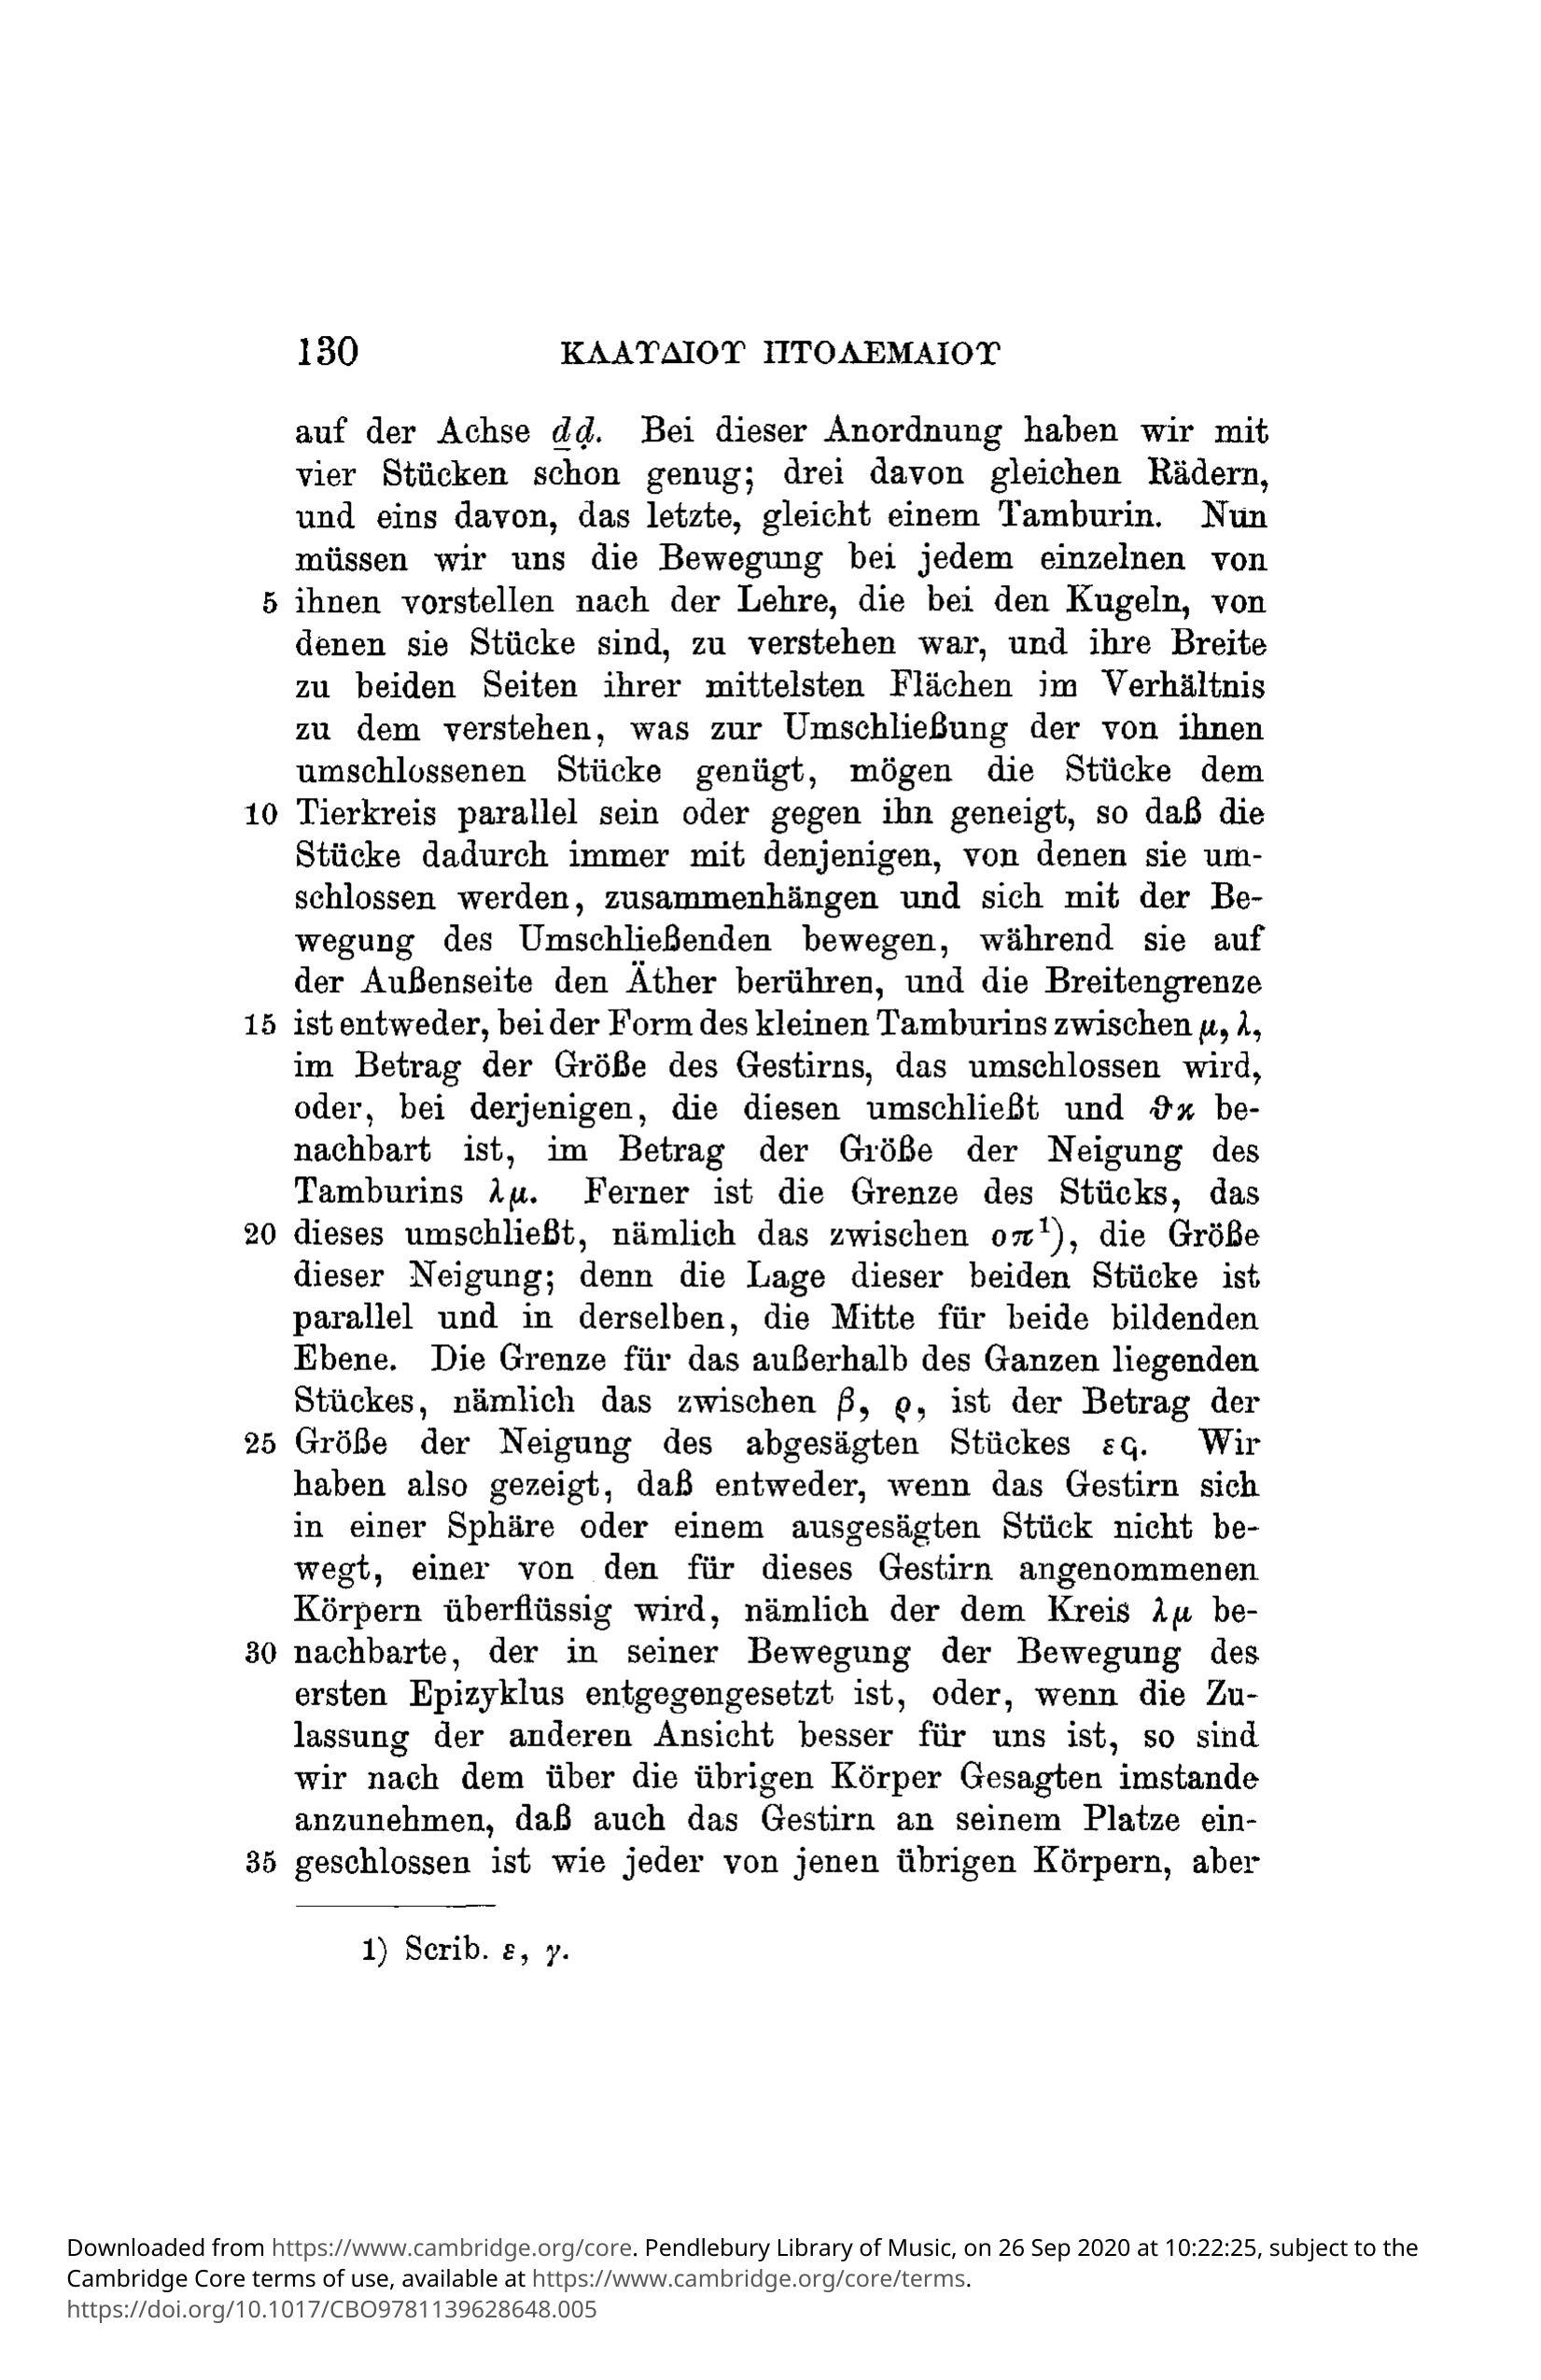 130 ΚΛΑΥΔΙΟΥ ΠΤΟΛΕΜΑΙΟΥ
auf der Achse d̲ḍ. Bei dieser Anordnung haben wir mit
vier Stücken schon genug; drei davon gleichen Rädern,
und eins davon, das letzte, gleicht einem Tamburin. Nun
müssen wir uns die Bewegung bei jedem einzelnen von
5 ihnen vorstellen nach der Lehre, die bei den Kugeln, von
denen sie Stücke sind, zu verstehen war, und ihre Breite
zu beiden Seiten ihrer mittelsten Flächen im Verhältnis
zu dem verstehen, was zur Umschließung der von ihnen
umschlossenen Stücke genügt, mögen die Stücke dem
10 Tierkreis parallel sein oder gegen ihn geneigt, so daß die
Stücke dadurch immer mit denjenigen, von denen sie um-
schlossen werden, zusammenhängen und sich mit der Be-
wegung des Umschließenden bewegen, während sie auf
der Außenseite den Äther berühren, und die Breitengrenze
15 ist entweder, bei der Form des kleinen Tamburins zwischen μ, λ,
im Betrag der Größe des Gestirns, das umschlossen wird,
oder, bei derjenigen, die diesen umschließt und ϑϰ be-
nachbart ist, im Betrag der Größe der Neigung des
Tamburins λμ. Ferner ist die Grenze des Stücks, das
20 dieses umschließt, nämlich das zwischen οπ¹), die Größe
dieser Neigung; denn die Lage dieser beiden Stücke ist
parallel und in derselben, die Mitte für beide bildenden
Ebene. Die Grenze für das außerhalb des Ganzen liegenden
Stückes, nämlich das zwischen β, ϱ, ist der Betrag der
25 Größe der Neigung des abgesägten Stückes εϥ. Wir
haben also gezeigt, daß entweder, wenn das Gestirn sich
in einer Sphäre oder einem ausgesägten Stück nicht be-
wegt, einer von den für dieses Gestirn angenommenen
Körpern überflüssig wird, nämlich der dem Kreis λμ be-
30 nachbarte, der in seiner Bewegung der Bewegung des
ersten Epizyklus entgegengesetzt ist, oder, wenn die Zu-
lassung der anderen Ansicht besser für uns ist, so sind
wir nach dem über die übrigen Körper Gesagten imstande
anzunehmen, daß auch das Gestirn an seinem Platze ein-
35 geschlossen ist wie jeder von jenen übrigen Körpern, aber
1) Scrib. ε, γ.
Downloaded from https://www.cambridge.org/core. Pendlebury Library of Music, on 26 Sep 2020 at 10:22:25, subject to the
Cambridge Core terms of use, available at https://www.cambridge.org/core/terms.
https://doi.org/10.1017/CBO9781139628648.005